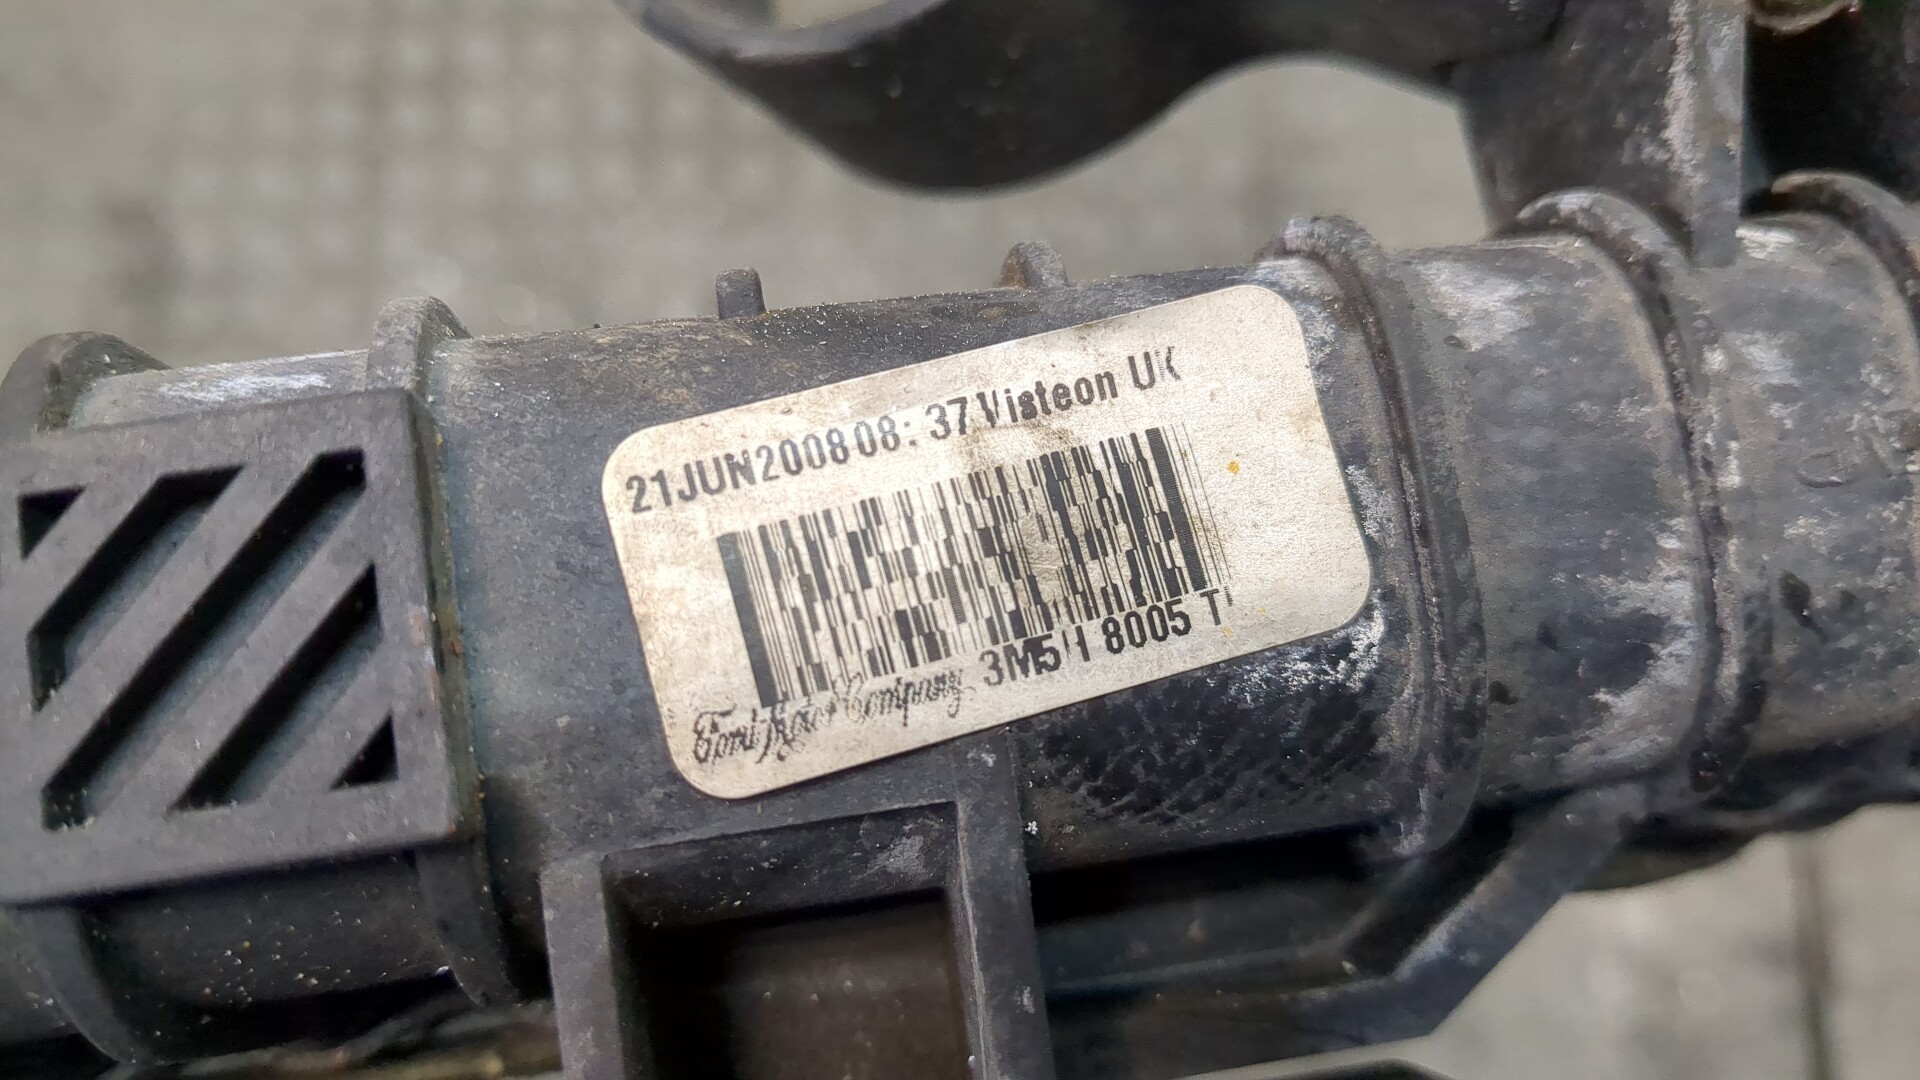 21JUN2008 08:37 Visteon UK
Ford Motor Company 3M5H 8005 T